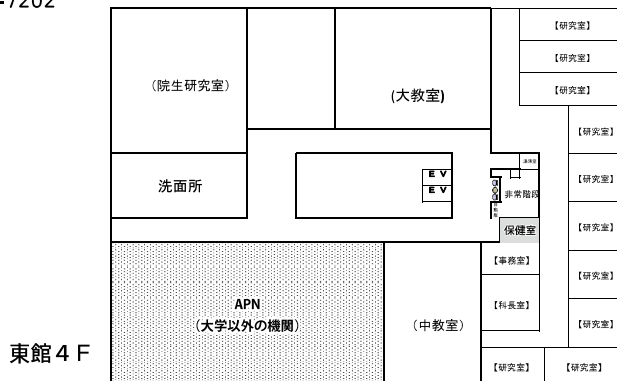 -7202
【研究室】
【研究室】
(院生研究室)
(大教室)
【研究室】
【研究室】
EV
洗面所
EV
非常階段
【研究室】
保健室
【研究室】
【事務室】
【研究室】
APN
(大学以外の機関)
【科長室】
(中教室)
【研究室】
東館4F
【研究室】
【研究室】